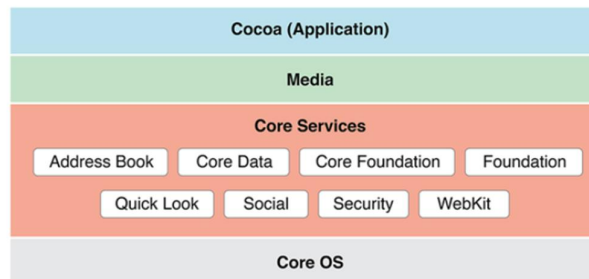 Cocoa (Application)
Media
Core Services
Address Book Core Data Core Foundation Foundation
Quick Look Social Security WebKit
Core OS